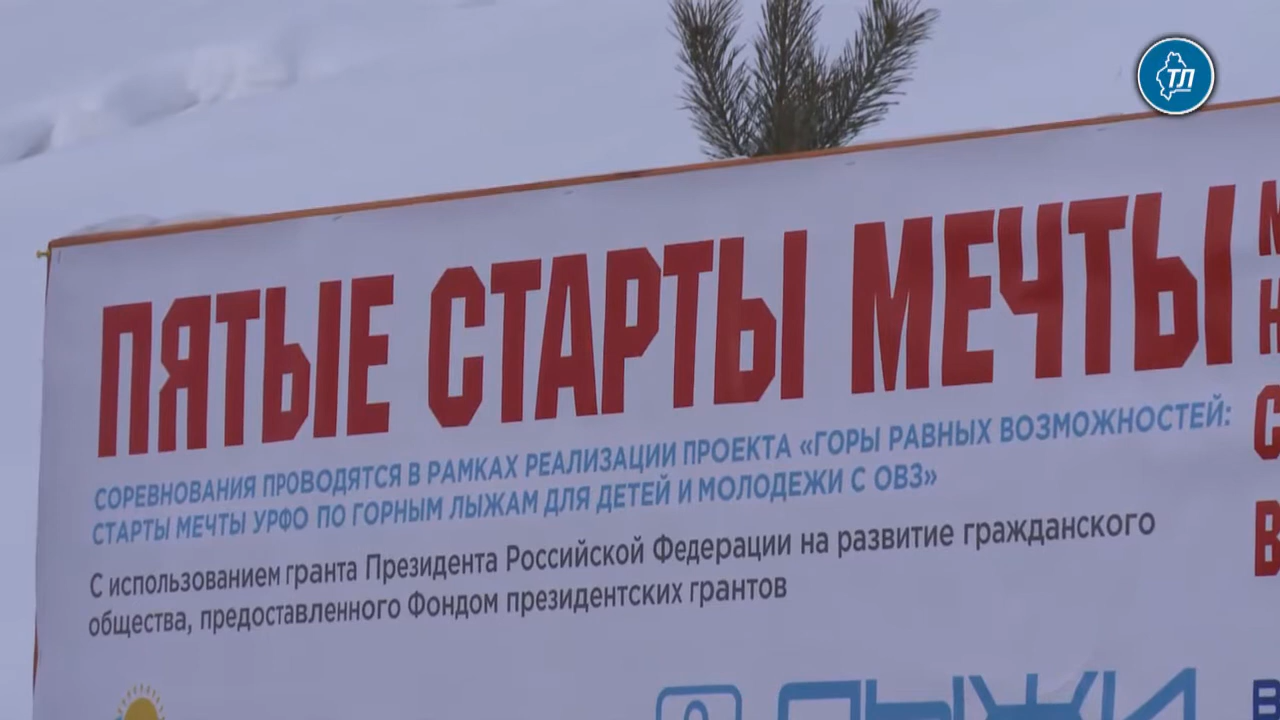 ТЛ
ПЯТЫЕ СТАРТЫ МЕЧТЫ
СОРЕВНОВАНИЯ ПРОВОДЯТСЯ В РАМКАХ РЕАЛИЗАЦИИ ПРОЕКТА «ГОРЫ РАВНЫХ ВОЗМОЖНОСТЕЙ:
СТАРТЫ МЕЧТЫ УРФО ПО ГОРНЫМ ЛЫЖАМ ДЛЯ ДЕТЕЙ И МОЛОДЕЖИ С ОВЗ»
С использованием гранта Президента Российской Федерации на развитие гражданского
общества, предоставленного Фондом президентских грантов
ЛЫЖИ